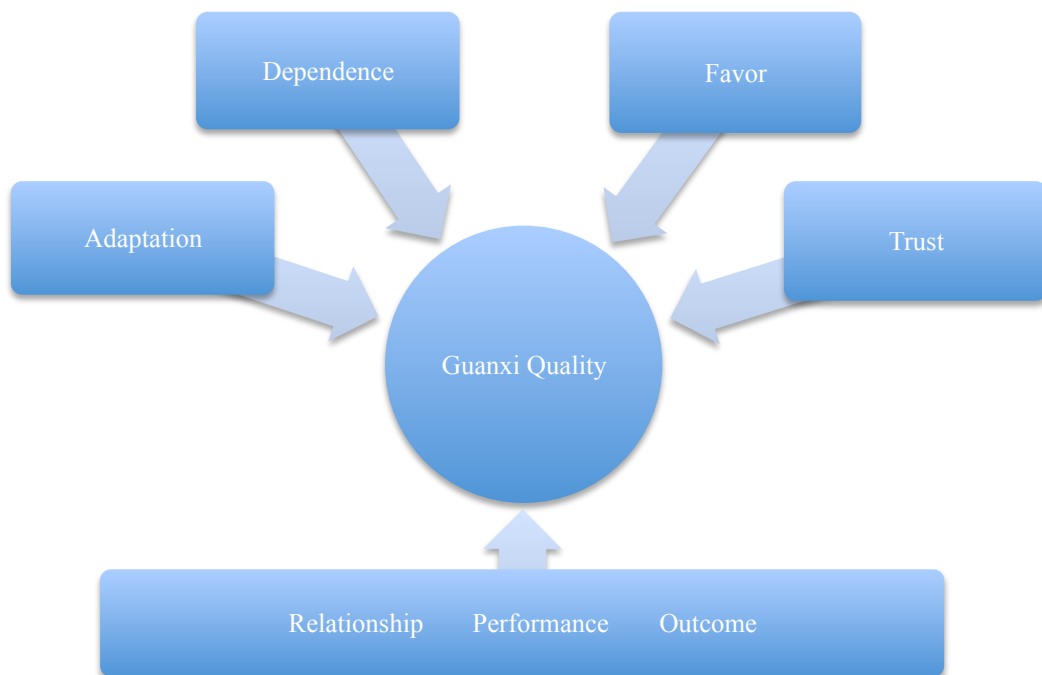 Dependence
Favor
Adaptation
Trust
Guanxi Quality
Relationship Performance Outcome